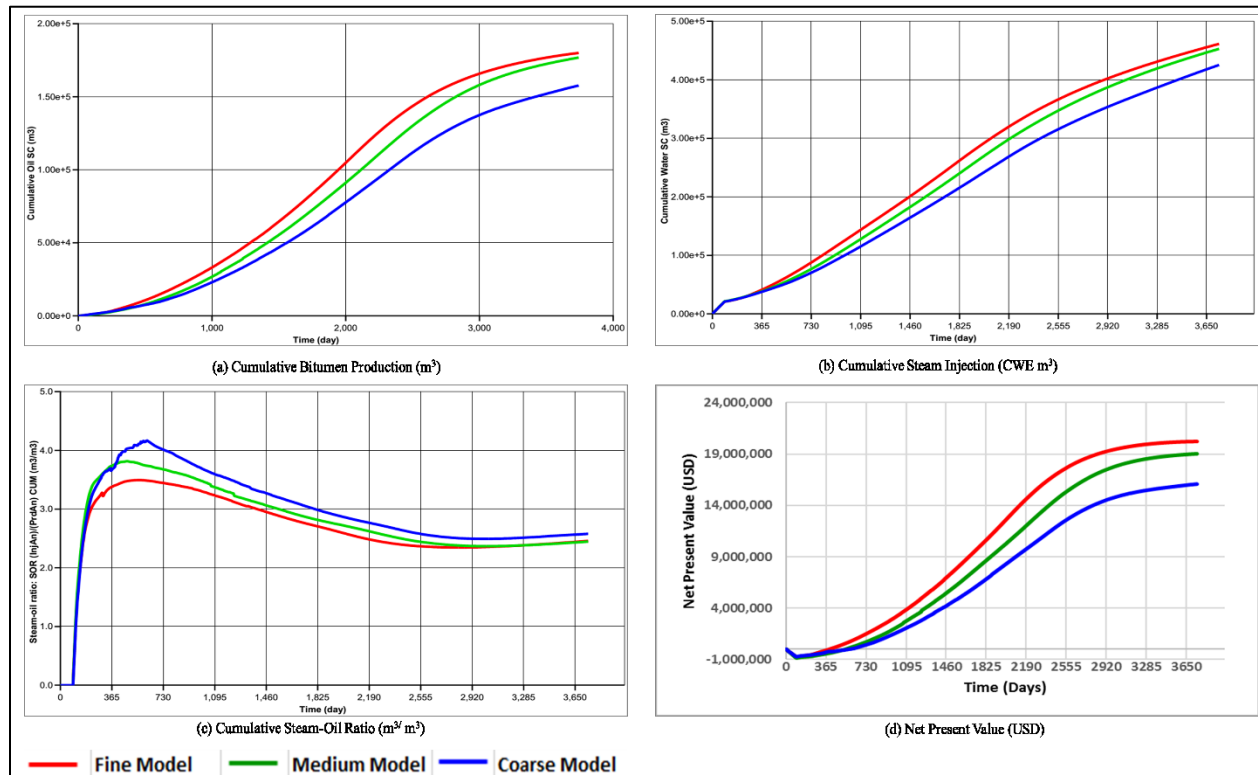 2.00e+5
1.50e+5
1.00e+5
5.00e+4
0.00e+0
Cumulative Oil SC (m3)
0 1,000 2,000 3,000 4,000
Time (day)
(a) Cumulative Bitumen Production (m³)
5.00e+5
4.00e+5
3.00e+5
2.00e+5
1.00e+5
0.00e+0
Cumulative Water SC (m3)
0 365 730 1,095 1,460 1,825 2,190 2,555 2,920 3,285 3,650
Time (day)
(b) Cumulative Steam Injection (CWE m³)
5.0
4.0
3.0
2.0
1.0
0.0
Steam-oil ratio: SOR (InjAn)/(PrdAn) CUM (m3/m3)
0 365 730 1,095 1,460 1,825 2,190 2,555 2,920 3,285 3,650
Time (day)
(c) Cumulative Steam-Oil Ratio (m³/ m³)
24,000,000
19,000,000
14,000,000
9,000,000
4,000,000
-1,000,000
Net Present Value (USD)
0 365 730 1095 1460 1825 2190 2555 2920 3285 3650
Time (Days)
(d) Net Present Value (USD)
Fine Model Medium Model Coarse Model